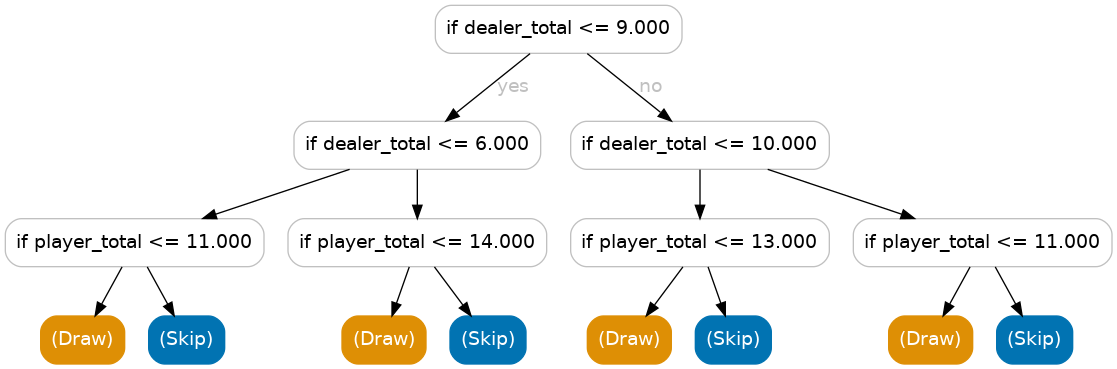 if dealer_total <= 9.000
yes
no
if dealer_total <= 6.000
if dealer_total <= 10.000
if player_total <= 11.000
if player_total <= 14.000
if player_total <= 13.000
if player_total <= 11.000
(Draw)
(Skip)
(Draw)
(Skip)
(Draw)
(Skip)
(Draw)
(Skip)